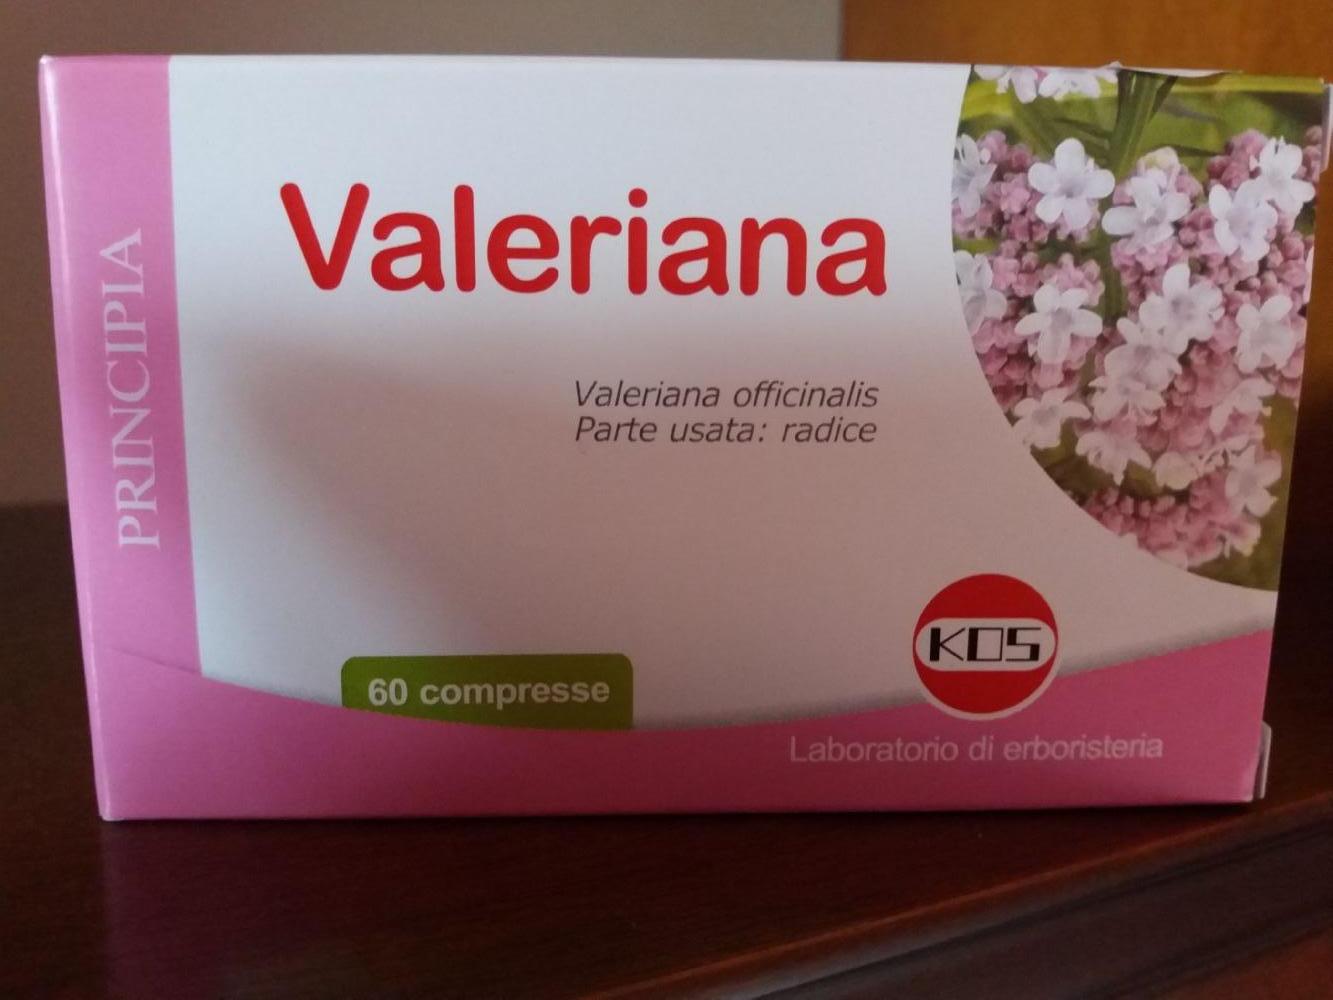 PRINCIPIA
Valeriana
Valeriana officinalis
Parte usata: radice
60 compresse
KOS
Laboratorio di erboristeria